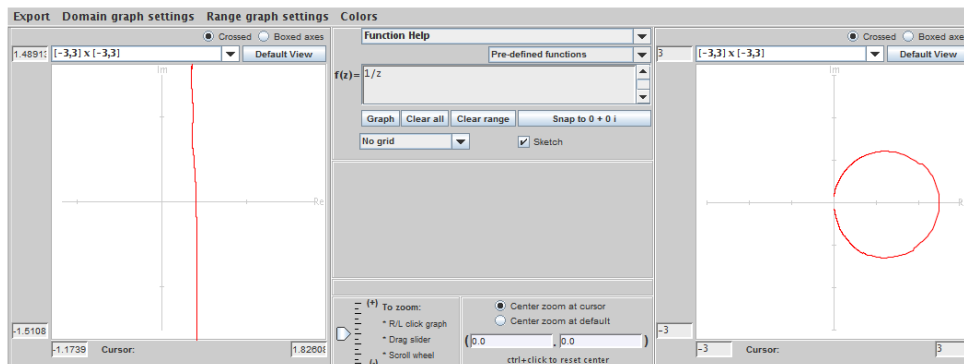 Export Domain graph settings Range graph settings Colors
Crossed Boxed axes
1.48913 [-3,3] x [-3,3] Default View
Im
Re
-1.5108
-1.1739 Cursor: 1.82608
Function Help
Pre-defined functions
f(z)= 1/z
Graph Clear all Clear range Snap to 0 + 0 i
No grid Sketch
(+) To zoom:
* R/L click graph
* Drag slider
* Scroll wheel
(-)
Center zoom at cursor
Center zoom at default
( 0.0 , 0.0 )
ctrl+click to reset center
Crossed Boxed axes
3 [-3,3] x [-3,3] Default View
Im
-3
-3 Cursor: 3